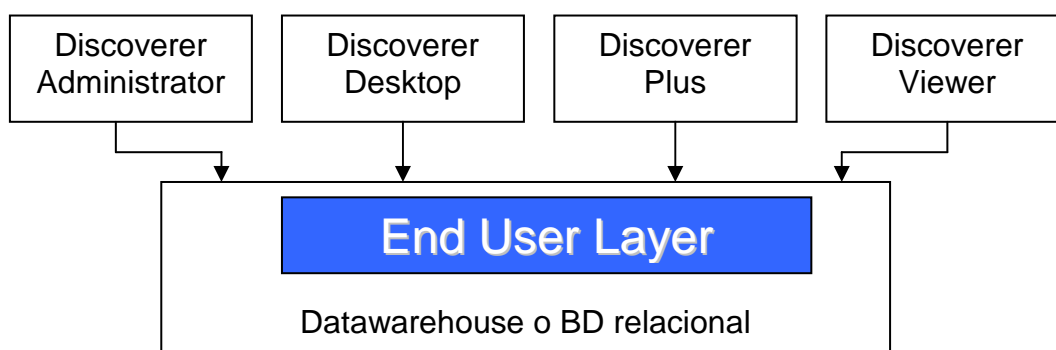 Discoverer
Administrator
Discoverer
Desktop
Discoverer
Plus
Discoverer
Viewer
End User Layer
Datawarehouse o BD relacional